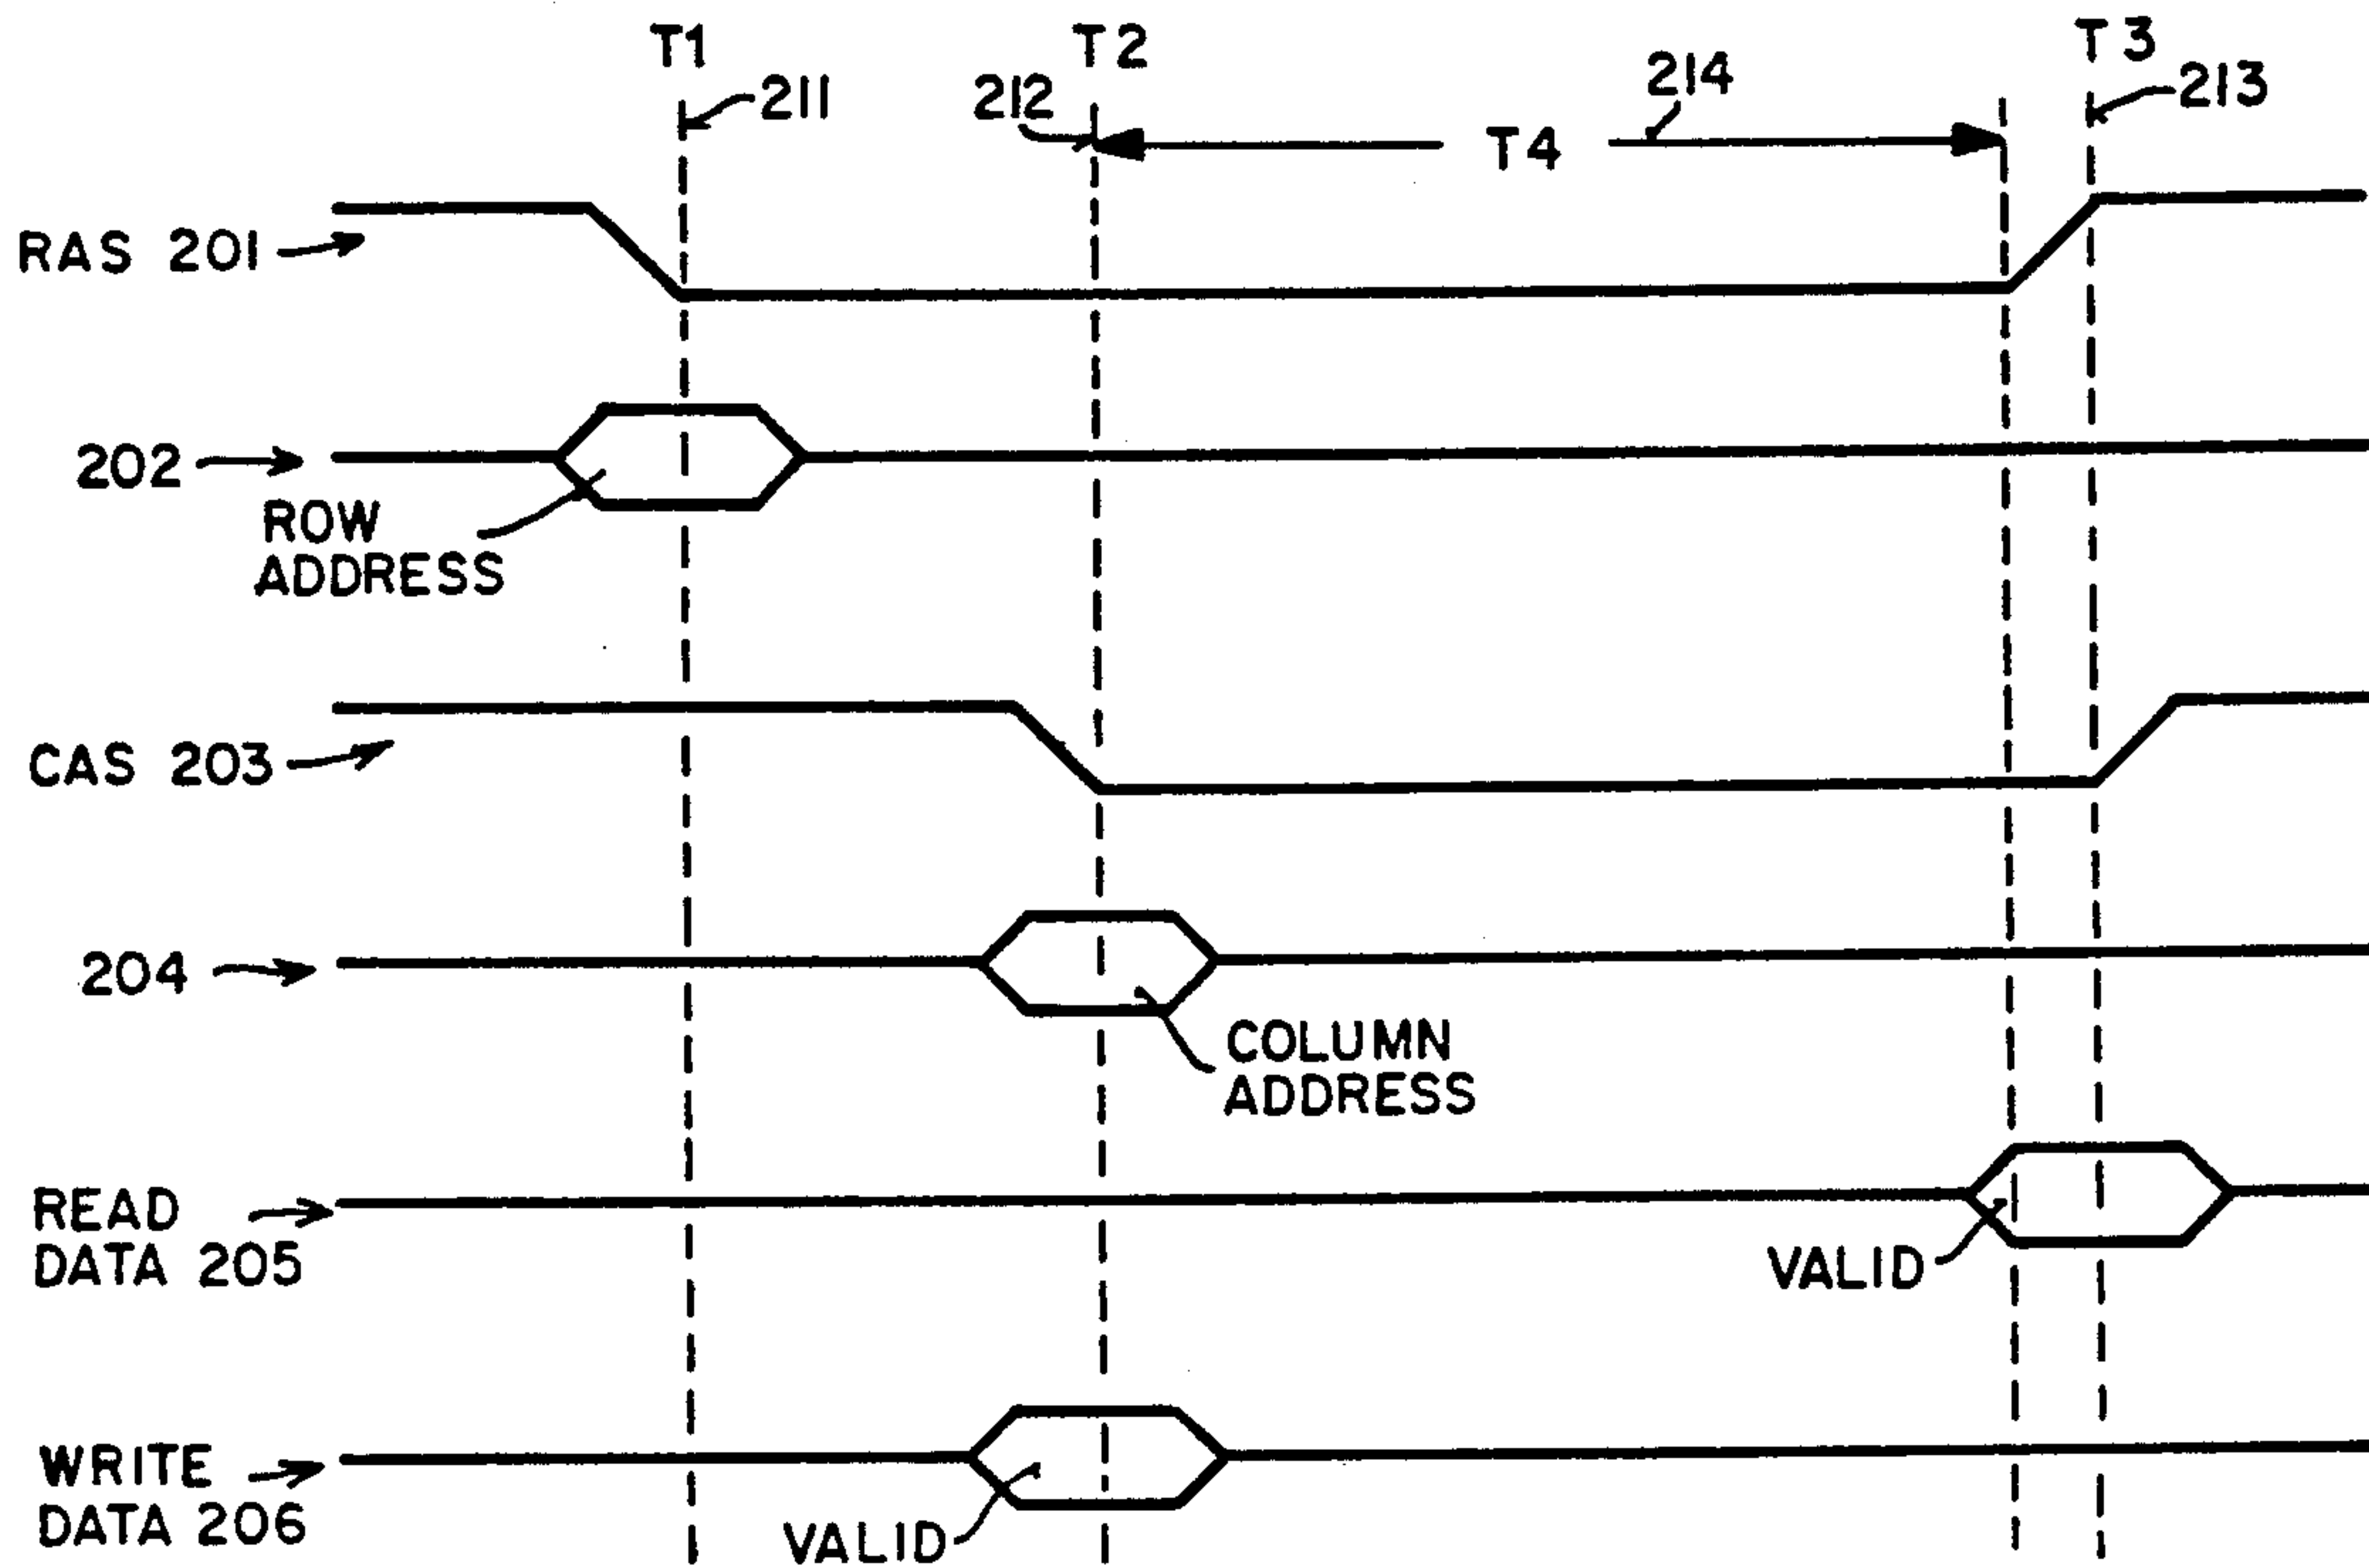 T1
T2
T3
211
212
214
213
T4
RAS 201
202
ROW
ADDRESS
CAS 203
204
COLUMN
ADDRESS
READ
DATA 205
VALID
WRITE
DATA 206
VALID